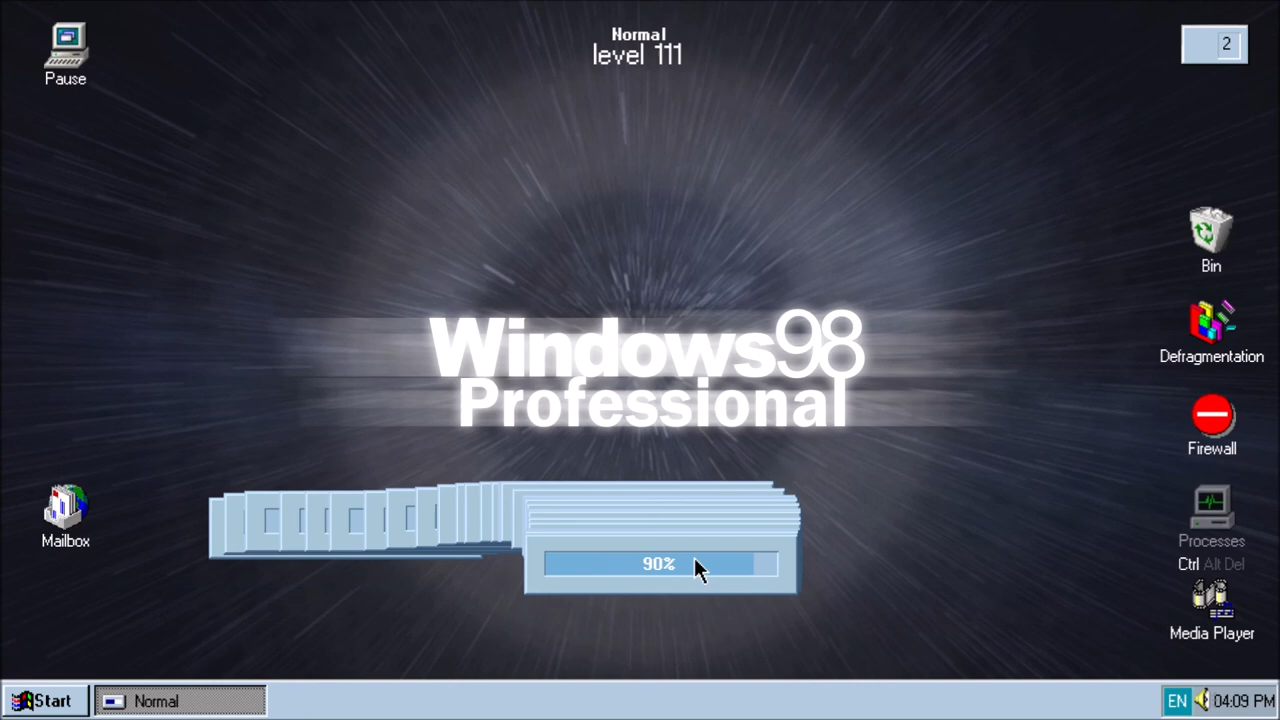 Pause
Normal
level 111
2
Bin
Windows98
Professional
Defragmentation
Firewall
Mailbox
Processes
Ctrl Alt Del
90%
Media Player
Start
Normal
EN
04:09 PM